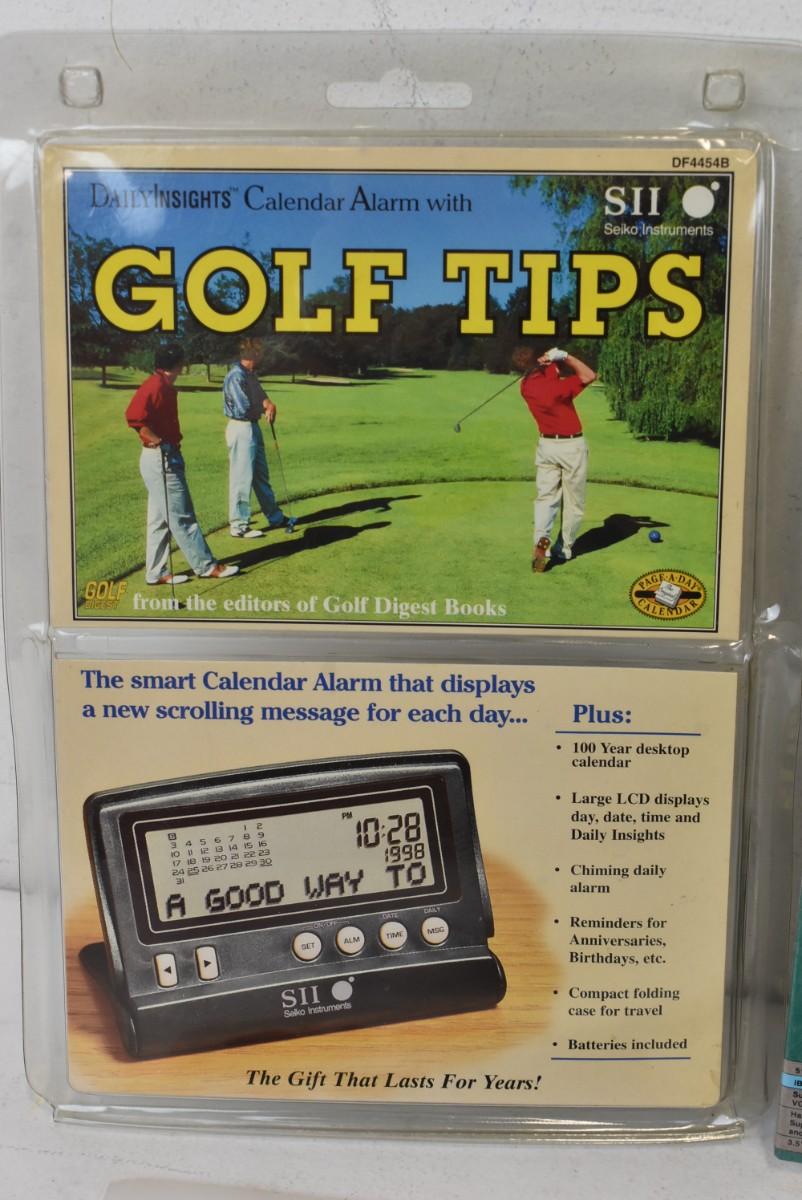 DF4454B
DAILYINSIGHTS™ Calendar Alarm with
SII
Seiko Instruments
GOLF TIPS
GOLF
DIGEST
from the editors of Golf Digest Books
PAGE-A-DAY
CALENDAR
The smart Calendar Alarm that displays
a new scrolling message for each day...
Plus:
• 100 Year desktop
calendar
• Large LCD displays
day, date, time and
Daily Insights
• Chiming daily
alarm
• Reminders for
Anniversaries,
Birthdays, etc.
• Compact folding
case for travel
• Batteries included
PM
10:28
1998
1 2
3 4 5 6 7 8 9
10 11 12 13 14 15 16
17 18 19 20 21 22 23
24 25 26 27 28 29 30
31
A GOOD WAY TO
ON/OFF
DATE
DAILY
SET
ALM
TIME
MSG
SII
Seiko Instruments
The Gift That Lasts For Years!